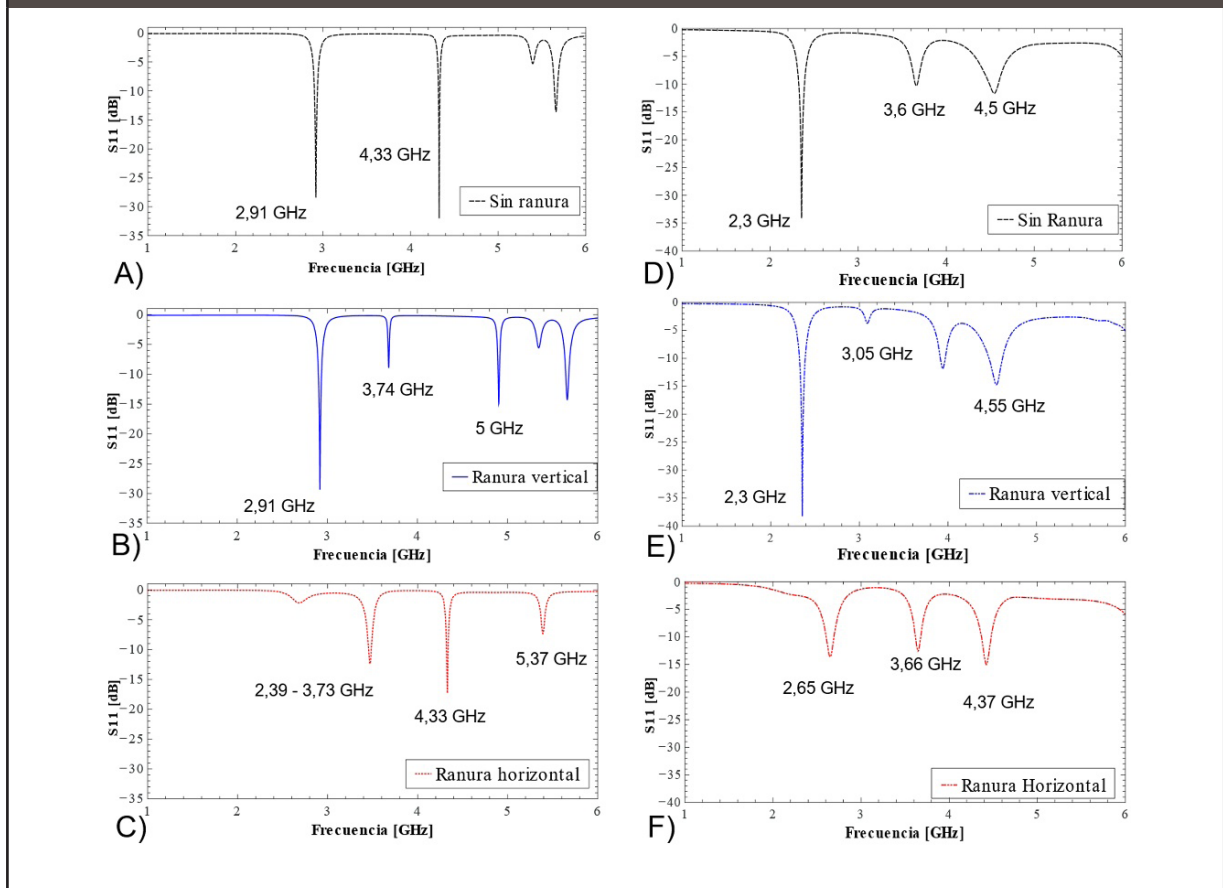 0
−5
−10
−15
−20
−25
−30
−35
S11 [dB]
4,33 GHz
2,91 GHz
Sin ranura
1 2 3 4 5 6
Frecuencia [GHz]
A)
0
−5
−10
−15
−20
−25
−30
−35
−40
S11 [dB]
3,6 GHz
4,5 GHz
2,3 GHz
Sin Ranura
1 2 3 4 5 6
Frecuencia [GHz]
D)
0
−5
−10
−15
−20
−25
−30
−35
S11 [dB]
3,74 GHz
5 GHz
2,91 GHz
Ranura vertical
1 2 3 4 5 6
Frecuencia [GHz]
B)
0
−5
−10
−15
−20
−25
−30
−35
−40
S11 [dB]
3,05 GHz
4,55 GHz
2,3 GHz
Ranura vertical
1 2 3 4 5 6
Frecuencia [GHz]
E)
0
−5
−10
−15
−20
−25
−30
−35
S11 [dB]
5,37 GHz
2,39 - 3,73 GHz
4,33 GHz
Ranura horizontal
1 2 3 4 5 6
Frecuencia [GHz]
C)
0
−5
−10
−15
−20
−25
−30
−35
−40
S11 [dB]
3,66 GHz
2,65 GHz
4,37 GHz
Ranura Horizontal
1 2 3 4 5 6
Frecuencia [GHz]
F)